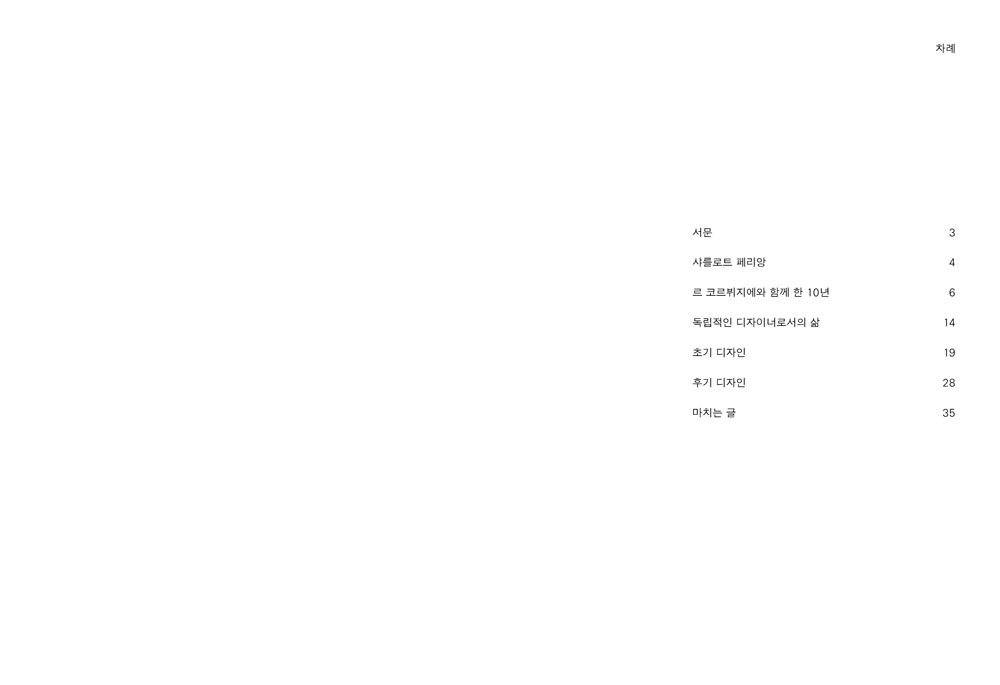 차례
서문 3
샤를로트 페리앙 4
르 코르뷔지에와 함께 한 10년 6
독립적인 디자이너로서의 삶 14
초기 디자인 19
후기 디자인 28
마치는 글 35